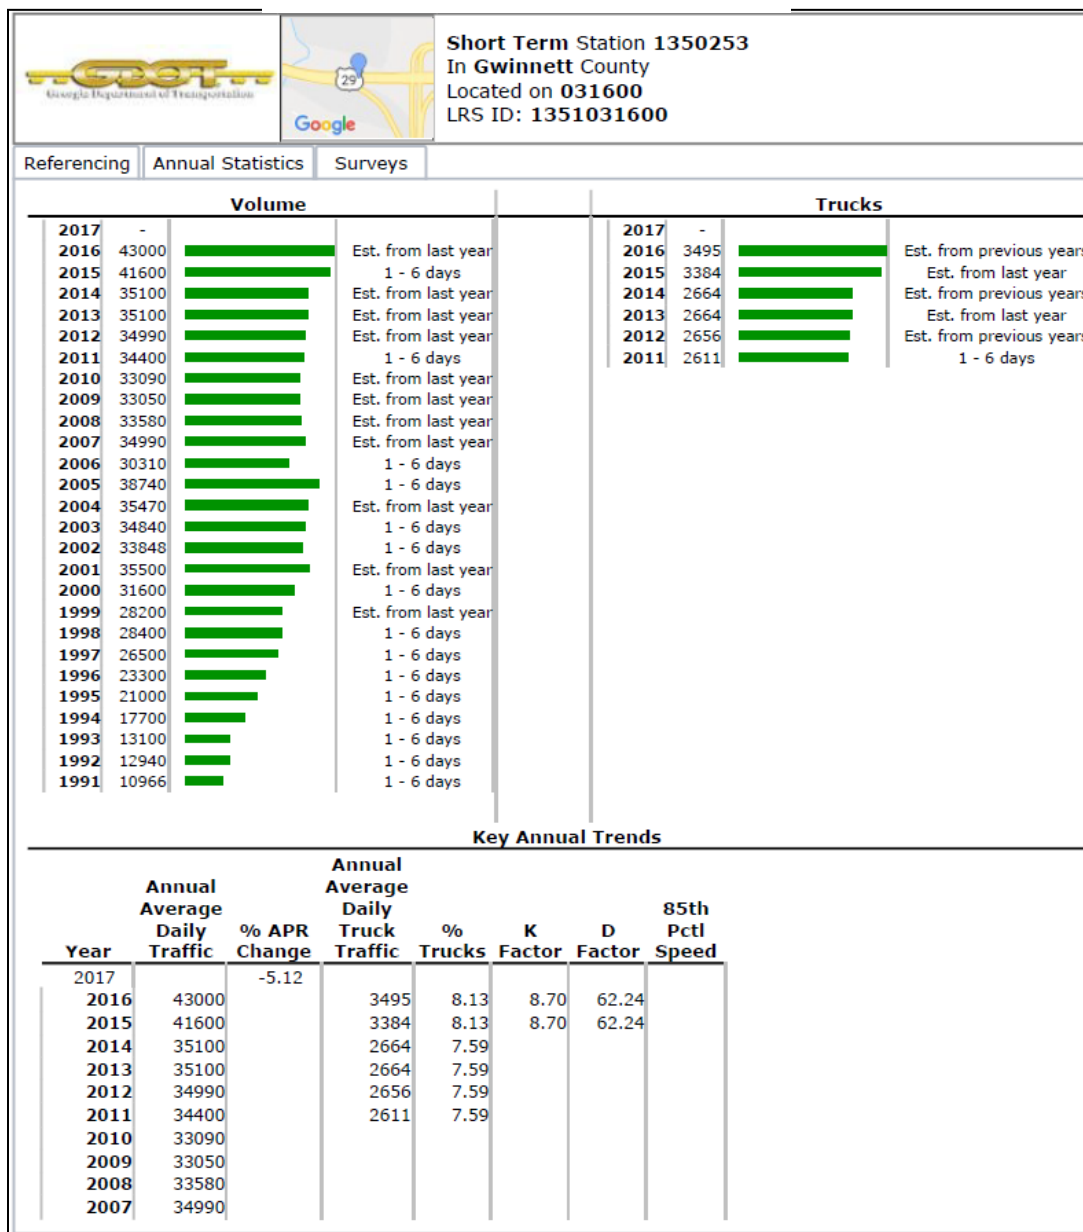 GDOT
Georgia Department of Transportation
29
Google
Short Term Station 1350253
In Gwinnett County
Located on 031600
LRS ID: 1351031600
Referencing Annual Statistics Surveys
Volume
2017 -
2016 43000 Est. from last year
2015 41600 1 - 6 days
2014 35100 Est. from last year
2013 35100 Est. from last year
2012 34990 Est. from last year
2011 34400 1 - 6 days
2010 33090 Est. from last year
2009 33050 Est. from last year
2008 33580 Est. from last year
2007 34990 Est. from last year
2006 30310 1 - 6 days
2005 38740 1 - 6 days
2004 35470 Est. from last year
2003 34840 1 - 6 days
2002 33848 1 - 6 days
2001 35500 Est. from last year
2000 31600 1 - 6 days
1999 28200 Est. from last year
1998 28400 1 - 6 days
1997 26500 1 - 6 days
1996 23300 1 - 6 days
1995 21000 1 - 6 days
1994 17700 1 - 6 days
1993 13100 1 - 6 days
1992 12940 1 - 6 days
1991 10966 1 - 6 days
Trucks
2017 -
2016 3495 Est. from previous years
2015 3384 Est. from last year
2014 2664 Est. from previous years
2013 2664 Est. from last year
2012 2656 Est. from previous years
2011 2611 1 - 6 days
Key Annual Trends
Year
Annual
Average
Daily
Traffic
% APR
Change
Annual
Average
Daily
Truck
Traffic
%
Trucks
K
Factor
D
Factor
85th
Pctl
Speed
2017 -5.12
2016 43000 3495 8.13 8.70 62.24
2015 41600 3384 8.13 8.70 62.24
2014 35100 2664 7.59
2013 35100 2664 7.59
2012 34990 2656 7.59
2011 34400 2611 7.59
2010 33090
2009 33050
2008 33580
2007 34990